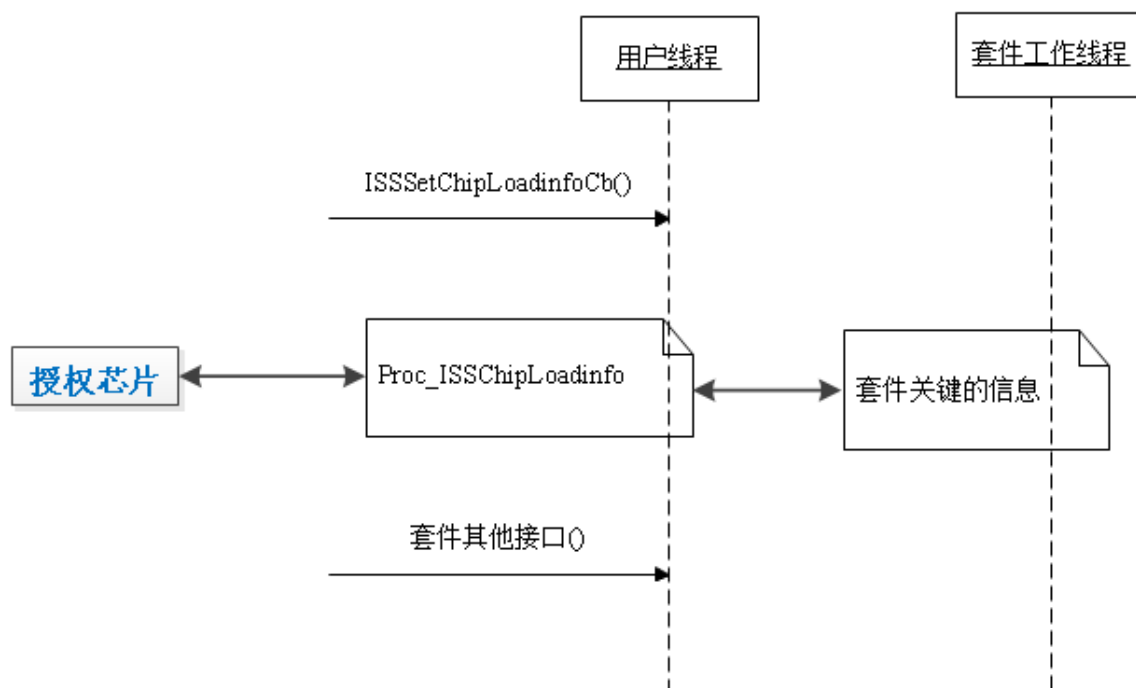 用户线程
套件工作线程
ISSSetChipLoadinfoCb()
授权芯片
Proc_ISSChipLoadinfo
套件关键的信息
套件其他接口()